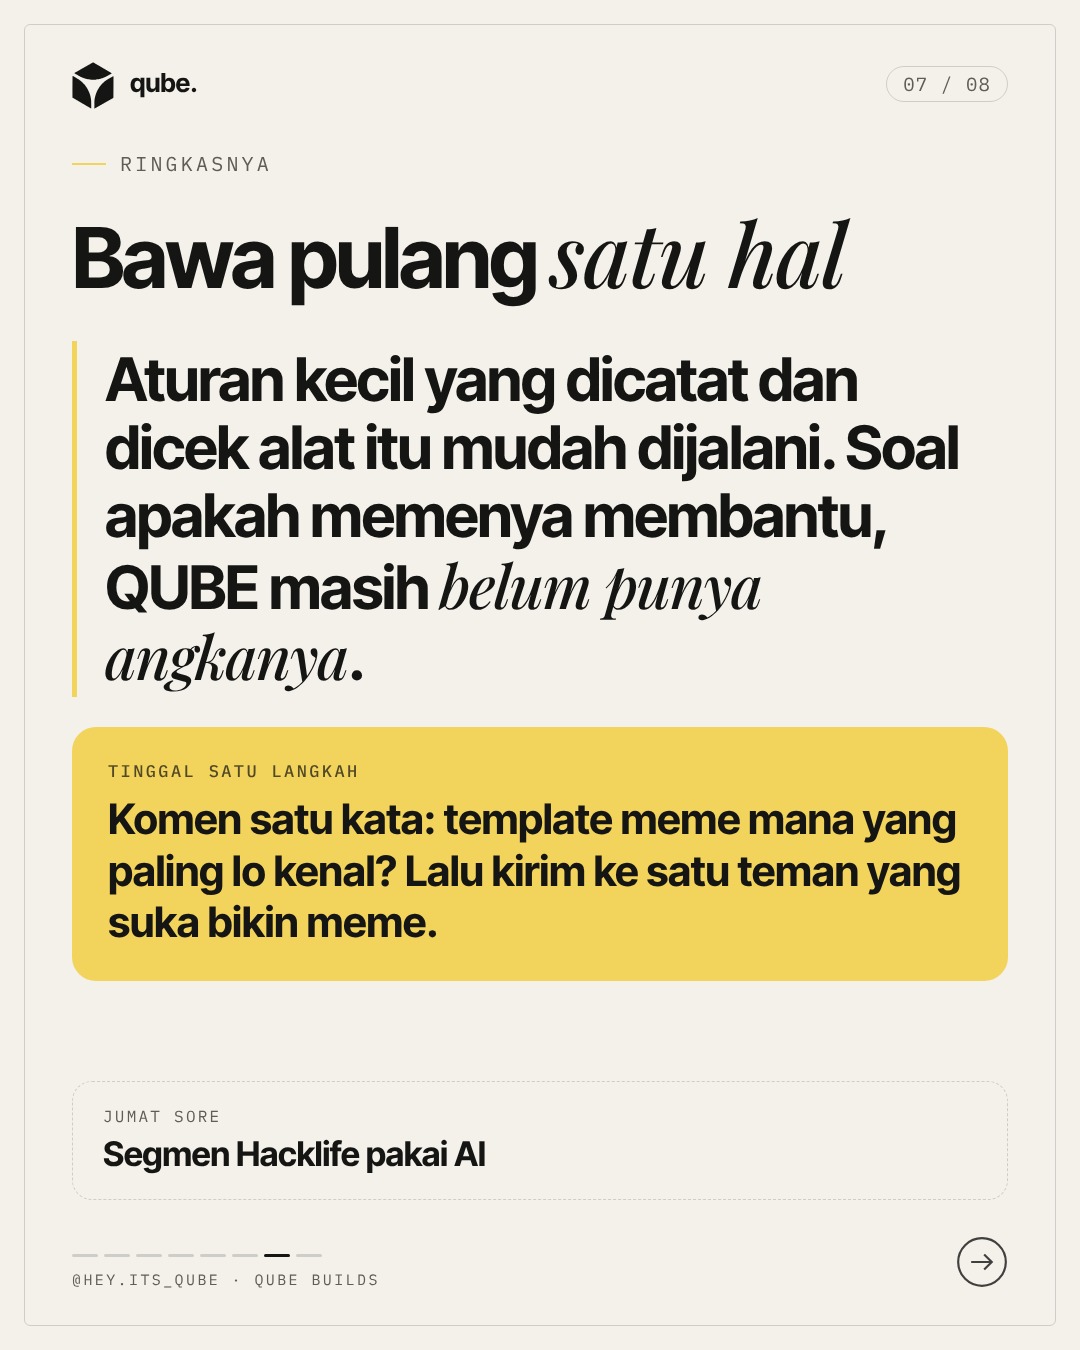 qube.
07 / 08
RINGKASNYA
Bawa pulang satu hal
Aturan kecil yang dicatat dan
dicek alat itu mudah dijalani. Soal
apakah memenya membantu,
QUBE masih belum punya
angkanya.
TINGGAL SATU LANGKAH
Komen satu kata: template meme mana yang
paling lo kenal? Lalu kirim ke satu teman yang
suka bikin meme.
JUMAT SORE
Segmen Hacklife pakai AI
@HEY.ITS_QUBE · QUBE BUILDS